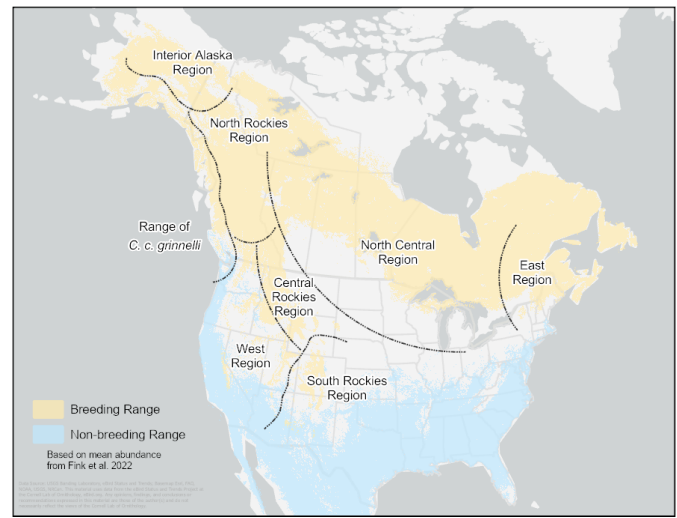 Interior Alaska
Region
North Rockies
Region
Range of
C. c. grinnelli
North Central
Region
East
Region
Central
Rockies
Region
West
Region
South Rockies
Region
Breeding Range
Non-breeding Range
Based on mean abundance
from Fink et al. 2022